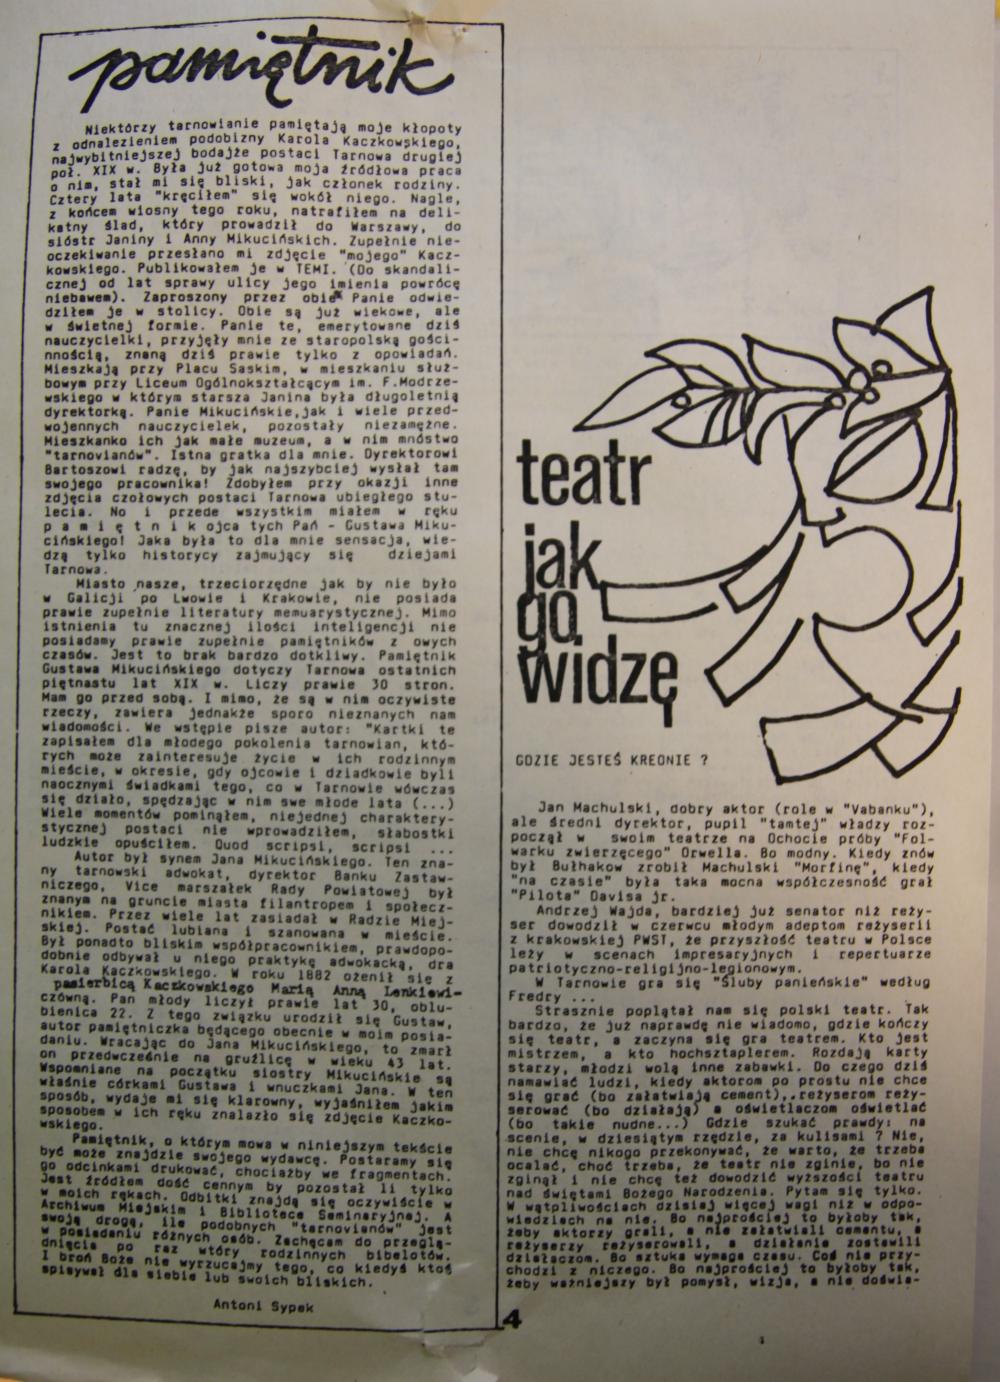 pamiętnik
Niektórzy tarnowianie pamiętają moje kłopoty
z odnalezieniem podobizny Karola Kaczkowskiego,
najwybitniejszej bodajże postaci Tarnowa drugiej
poł. XIX w. Była już gotowa moja źródłowa praca
o nim, stał mi się bliski, jak członek rodziny.
Cztery lata "kręciłem" się wokół niego. Nagle,
z końcem wiosny tego roku, natrafiłem na deli-
katny ślad, który prowadził do Warszawy, do
sióstr Janiny i Anny Mikucińskich. Zupełnie nie-
oczekiwanie przesłano mi zdjęcie "mojego" Kacz-
kowskiego. Publikowałem je w TEMI. (Do skandali-
cznej od lat sprawy ulicy jego imienia powrócę
niebawem). Zaproszony przez obie Panie odwie-
dziłem je w stolicy. Obie są już wiekowe, ale
w świetnej formie. Panie te, emerytowane dziś
nauczycielki, przyjęły mnie ze staropolską gości-
nnością, znaną dziś prawie tylko z opowiadań.
Mieszkają przy Placu Saskim, w mieszkaniu służ-
bowym przy Liceum Ogólnokształcącym im. F.Modrze-
wskiego w którym starsza Janina była długoletnią
dyrektorką. Panie Mikucińskie,jak i wiele przed-
wojennych nauczycielek, pozostały niezamężne.
Mieszkanko ich jak małe muzeum, a w nim mnóstwo
"tarnovianów". Istna gratka dla mnie. Dyrektorowi
Bartoszowi radzę, by jak najszybciej wysłał tam
swojego pracownika! Zdobyłem przy okazji inne
zdjęcia czołowych postaci Tarnowa ubiegłego stu-
lecia. No i przede wszystkim miałem w ręku
p a m i ę t n i k ojca tych Pań - Gustawa Miku-
cińskiego! Jaka była to dla mnie sensacja, wie-
dzą tylko historycy zajmujący się dziejami
Tarnowa.
Miasto nasze, trzeciorzędne jak by nie było
w Galicji po Lwowie i Krakowie, nie posiada
prawie zupełnie literatury memuarystycznej. Mimo
istnienia tu znacznej ilości inteligencji nie
posiadamy prawie zupełnie pamiętników z owych
czasów. Jest to brak bardzo dotkliwy. Pamiętnik
Gustawa Mikucińskiego dotyczy Tarnowa ostatnich
piętnastu lat XIX w. Liczy prawie 30 stron.
Mam go przed sobą. I mimo, że są w nim oczywiste
rzeczy, zawiera jednakże sporo nieznanych nam
wiadomości. We wstępie pisze autor: "Kartki te
zapisałem dla młodego pokolenia tarnowian, któ-
rych może zainteresuje życie w ich rodzinnym
mieście, w okresie, gdy ojcowie i dziadkowie byli
naocznymi świadkami tego, co w Tarnowie wówczas
się działo, spędzając w nim swe młode lata (...)
Wiele momentów pominąłem, niejednej charaktery-
stycznej postaci nie wprowadziłem, słabostki
ludzkie opuściłem. Quod scripsi, scripsi ...
Autor był synem Jana Mikucińskiego. Ten zna-
ny tarnowski adwokat, dyrektor Banku Zastaw-
niczego, Vice marszałek Rady Powiatowej był
znanym na gruncie miasta filantropem i społecz-
nikiem. Przez wiele lat zasiadał w Radzie Miej-
skiej. Postać lubiana i szanowana w mieście.
Był ponadto bliskim współpracownikiem, prawdopo-
dobnie odbywał u niego praktykę adwokacką, dra
Karola Kaczkowskiego. W roku 1882 ożenił się z
pasierbicą Kaczkowskiego Marią Anną Lenkiewi-
czówną. Pan młody liczył prawie lat 30, oblu-
bienica 22. Z tego związku urodził się Gustaw,
autor pamiętniczka będącego obecnie w moim posia-
daniu. Wracając do Jana Mikucińskiego, to zmarł
on przedwcześnie na gruźlicę w wieku 43 lat.
Wspomniane na początku siostry Mikucińskie są
właśnie córkami Gustawa i wnuczkami Jana. W ten
sposób, wydaje mi się klarowny, wyjaśniłem jakim
sposobem w ich ręku znalazło się zdjęcie Kaczko-
wskiego.
Pamiętnik, o którym mowa w niniejszym tekście
być może znajdzie swojego wydawcę. Postaramy się
go odcinkami drukować, chociażby we fragmentach.
Jest źródłem dość cennym by pozostał li tylko
w moich rękach. Odbitki znajdą się oczywiście w
Archiwum Miejskim i Bibliotece Seminaryjnej. A
swoją drogą, ile podobnych "tarnovianów" jest
w posiadaniu różnych osób. Zachęcam do przeglą-
dnięcia po raz wtóry rodzinnych bibelotów.
I broń Boże nie wyrzucajmy tego, co kiedyś ktoś
spisywał dla siebie lub swoich bliskich.
Antoni Sypek
teatr
jak
go
widzę
GDZIE JESTEŚ KREONIE ?
Jan Machulski, dobry aktor (role w "Vabanku"),
ale średni dyrektor, pupil "tamtej" władzy roz-
począł w swoim teatrze na Ochocie próby "Fol-
warku zwierzęcego" Orwella. Bo modny. Kiedy znów
był Bułhakow zrobił Machulski "Morfinę", kiedy
"na czasie" była taka mocna współczesność grał
"Pilota" Davisa jr.
Andrzej Wajda, bardziej już senator niż reży-
ser dowodził w czerwcu młodym adeptom reżyserii
z krakowskiej PWST, że przyszłość teatru w Polsce
leży w scenach impresaryjnych i repertuarze
patriotyczno-religijno-legionowym.
W Tarnowie gra się "Śluby panieńskie" według
Fredry ...
Strasznie poplątał nam się polski teatr. Tak
bardzo, że już naprawdę nie wiadomo, gdzie kończy
się teatr, a zaczyna się gra teatrem. Kto jest
mistrzem, a kto hochsztaplerem. Rozdają karty
starzy, młodzi wolą inne zabawki. Do czego dziś
namawiać ludzi, kiedy aktorom po prostu nie chce
się grać (bo załatwiają cement),.reżyserom reży-
serować (bo działają) a oświetlaczom oświetlać
(bo takie nudne...) Gdzie szukać prawdy: na
scenie, w dziesiątym rzędzie, za kulisami ? Nie,
nie chcę nikogo przekonywać, że warto, że trzeba
ocalać, choć trzeba, że teatr nie zginie, bo nie
zginął i nie chcę też dowodzić wyższości teatru
nad świętami Bożego Narodzenia. Pytam się tylko.
W wątpliwościach dzisiaj więcej wagi niż w odpo-
wiedziach na nie. Bo najprościej to byłoby tak,
żeby aktorzy grali, a nie załatwiali cementu, a
reżyserzy reżyserowali, a działanie zostawili
działaczom. Bo sztuka wymaga czasu. Coś nie przy-
chodzi z niczego. Bo najprościej to byłoby tak,
żeby ważniejszy był pomysł, wizja, a nie doświa-
4